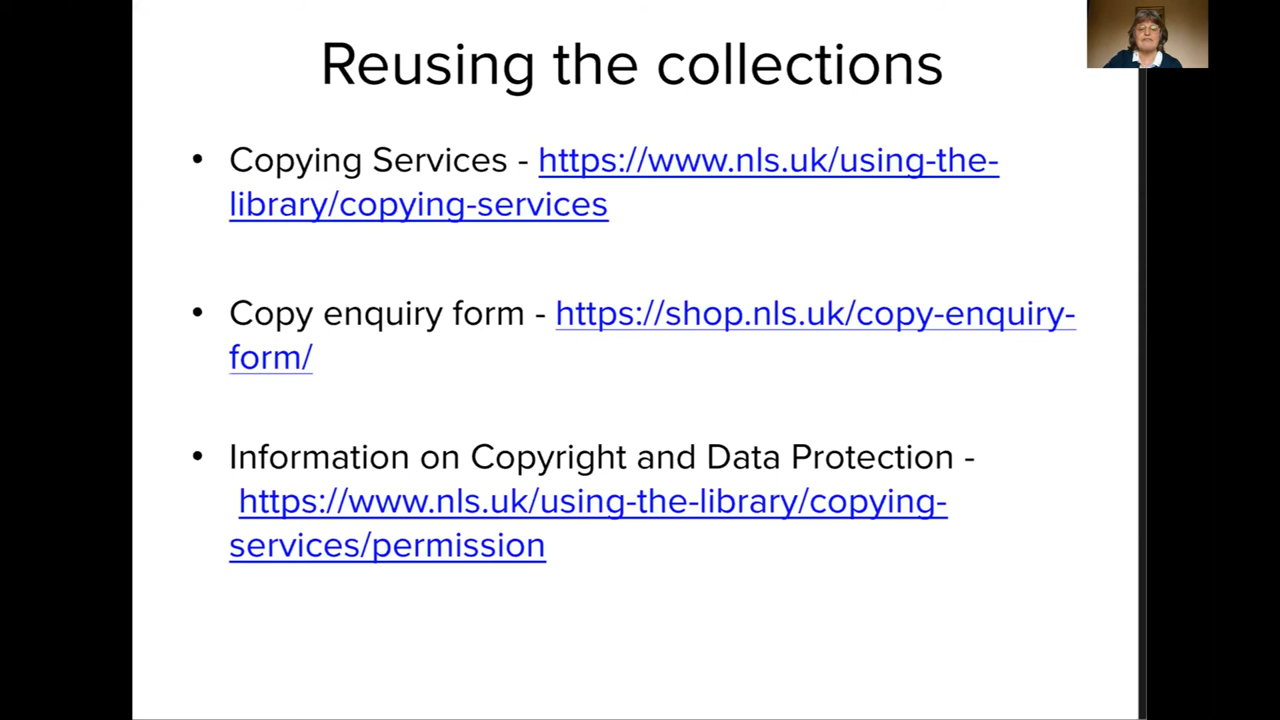 Reusing the collections
• Copying Services - https://www.nls.uk/using-the-
library/copying-services
• Copy enquiry form - https://shop.nls.uk/copy-enquiry-
form/
• Information on Copyright and Data Protection -
https://www.nls.uk/using-the-library/copying-
services/permission